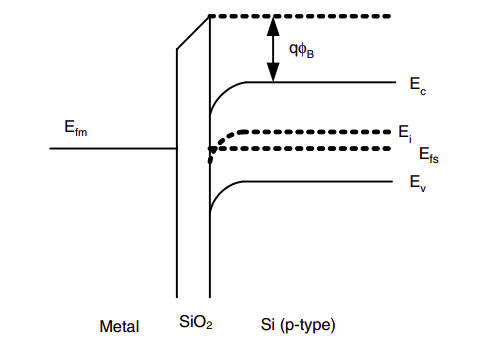 qϕB
Ec
Efm
Ei
Efs
Ev
Metal
SiO2
Si (p-type)